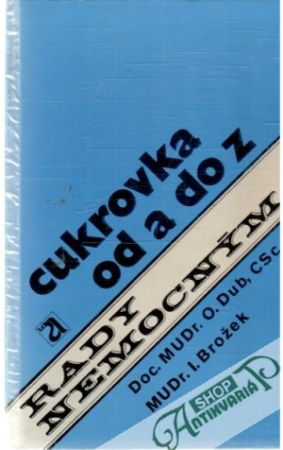 cukrovka
od a do z
RADY
NEMOCNÝM
Doc. MUDr. O. Dub, CSc.
MUDr. I. Brožek
SHOP
Antikvariát